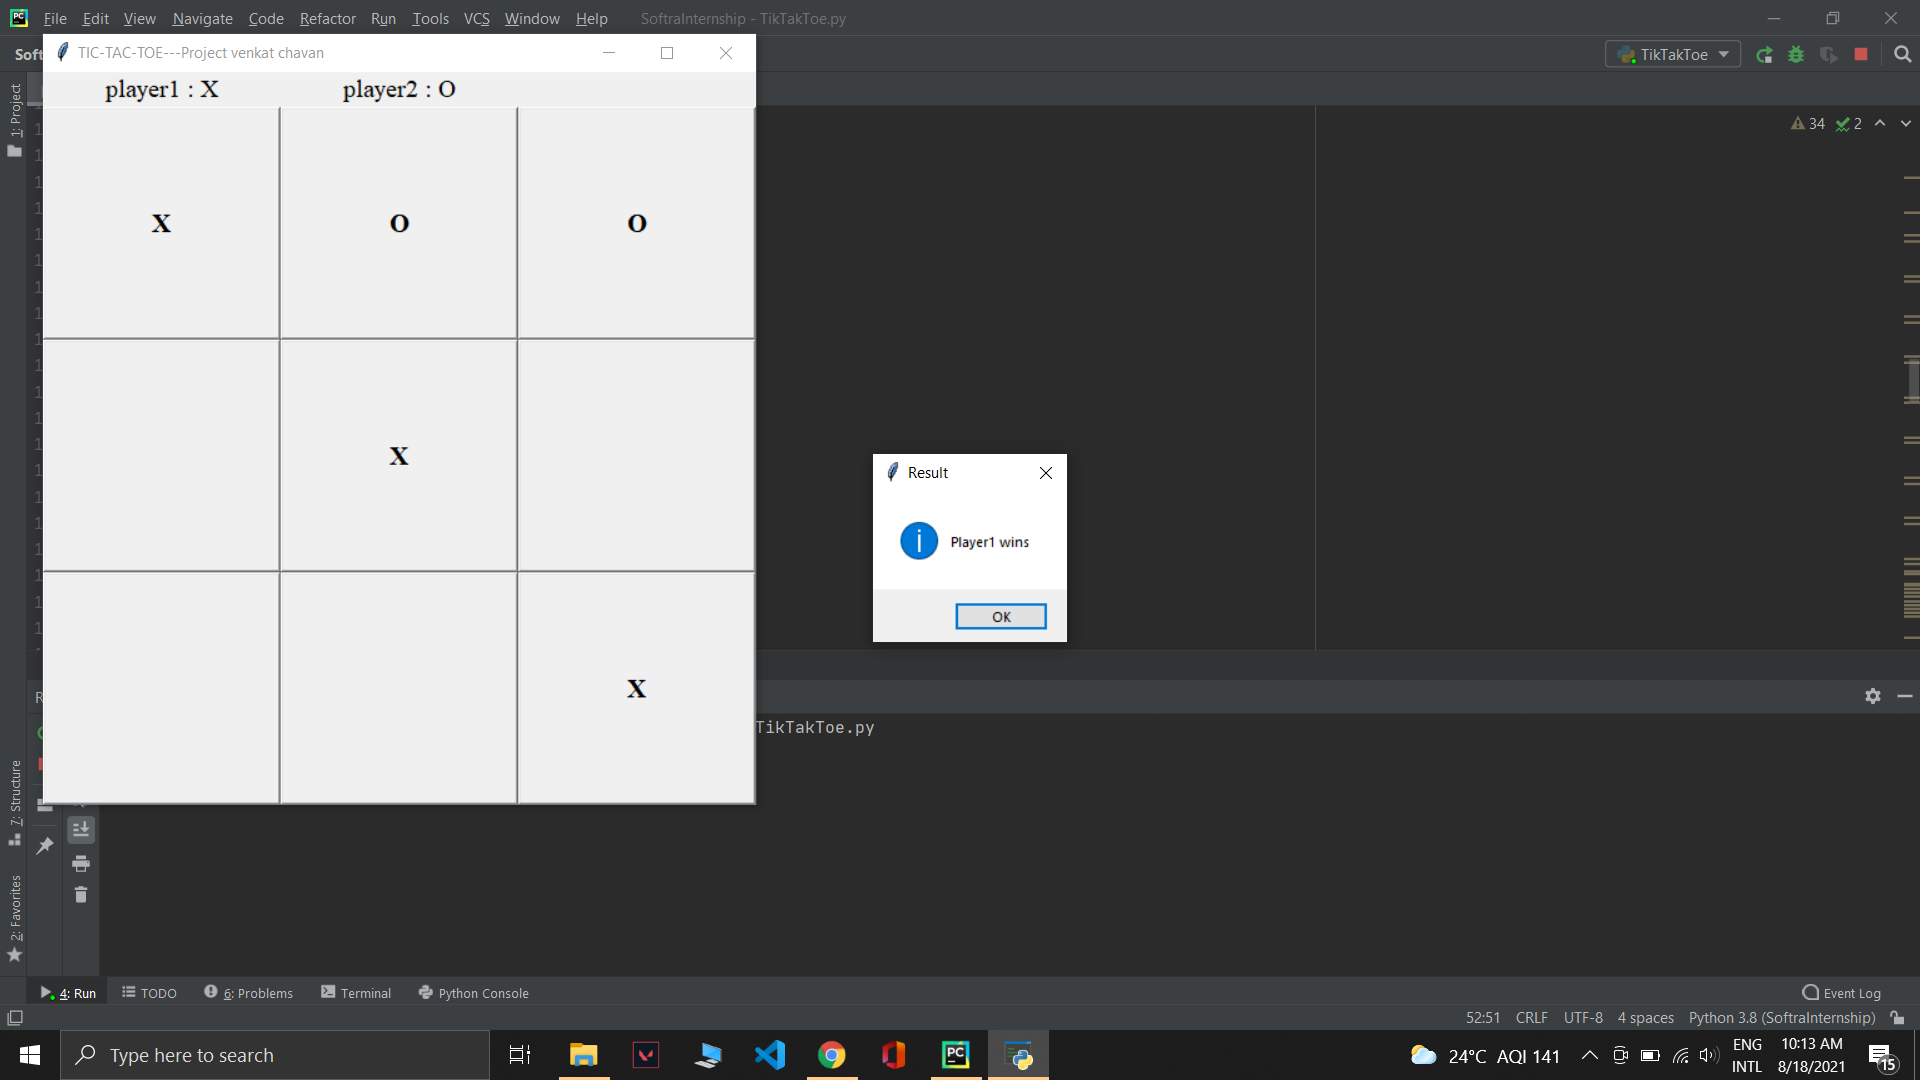 File Edit View Navigate Code Refactor Run Tools VCS Window Help SoftraInternship - TikTakToe.py
TIC-TAC-TOE---Project venkat chavan
TikTakToe
player1 : X player2 : O
34 2
1: Project
X O O
X
X
Result
Player1 wins
OK
TikTakToe.py
7: Structure
2: Favorites
4: Run TODO 6: Problems Terminal Python Console Event Log
52:51 CRLF UTF-8 4 spaces Python 3.8 (SoftraInternship)
Type here to search
24°C AQI 141
ENG
INTL
10:13 AM
8/18/2021
15